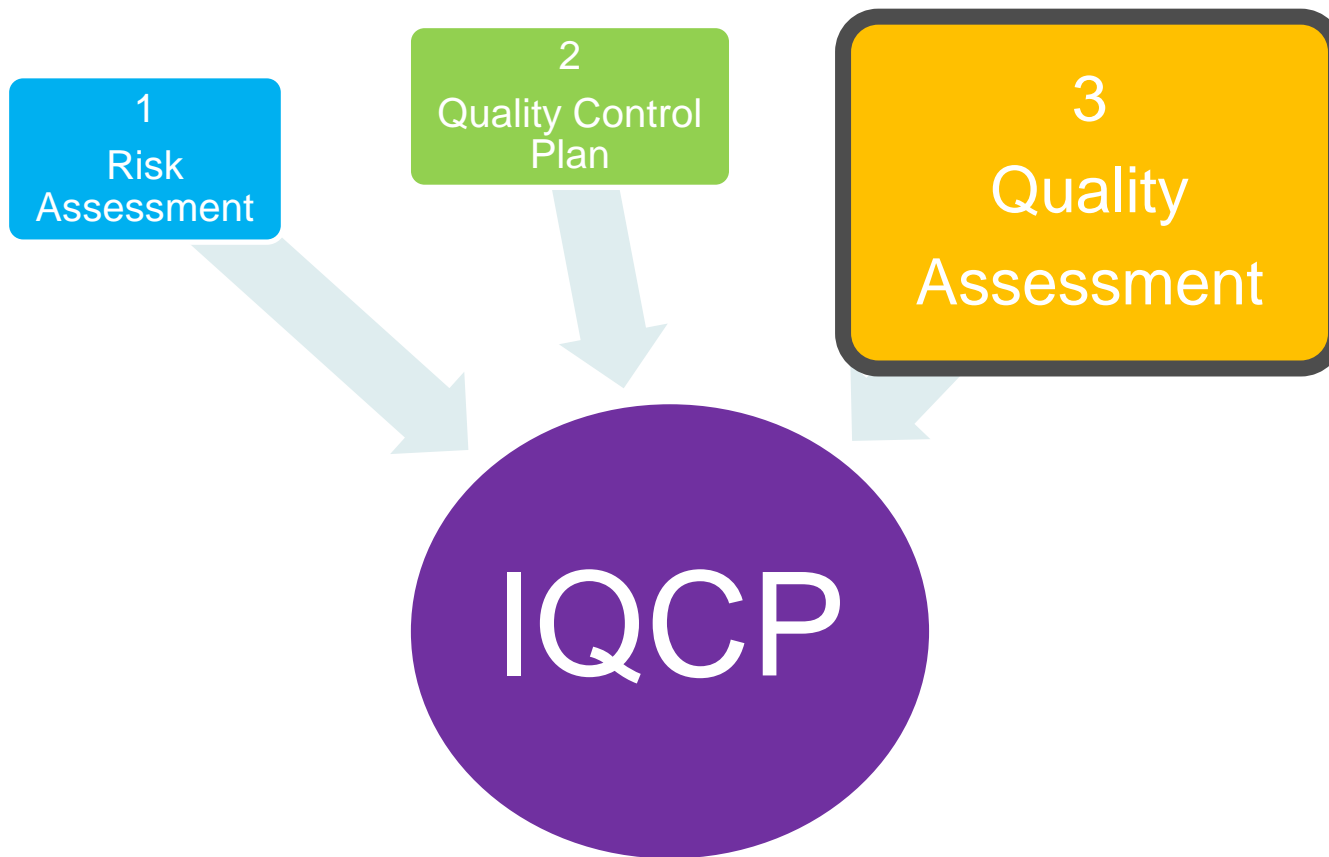 1
Risk
Assessment
2
Quality Control
Plan
3
Quality
Assessment
IQCP